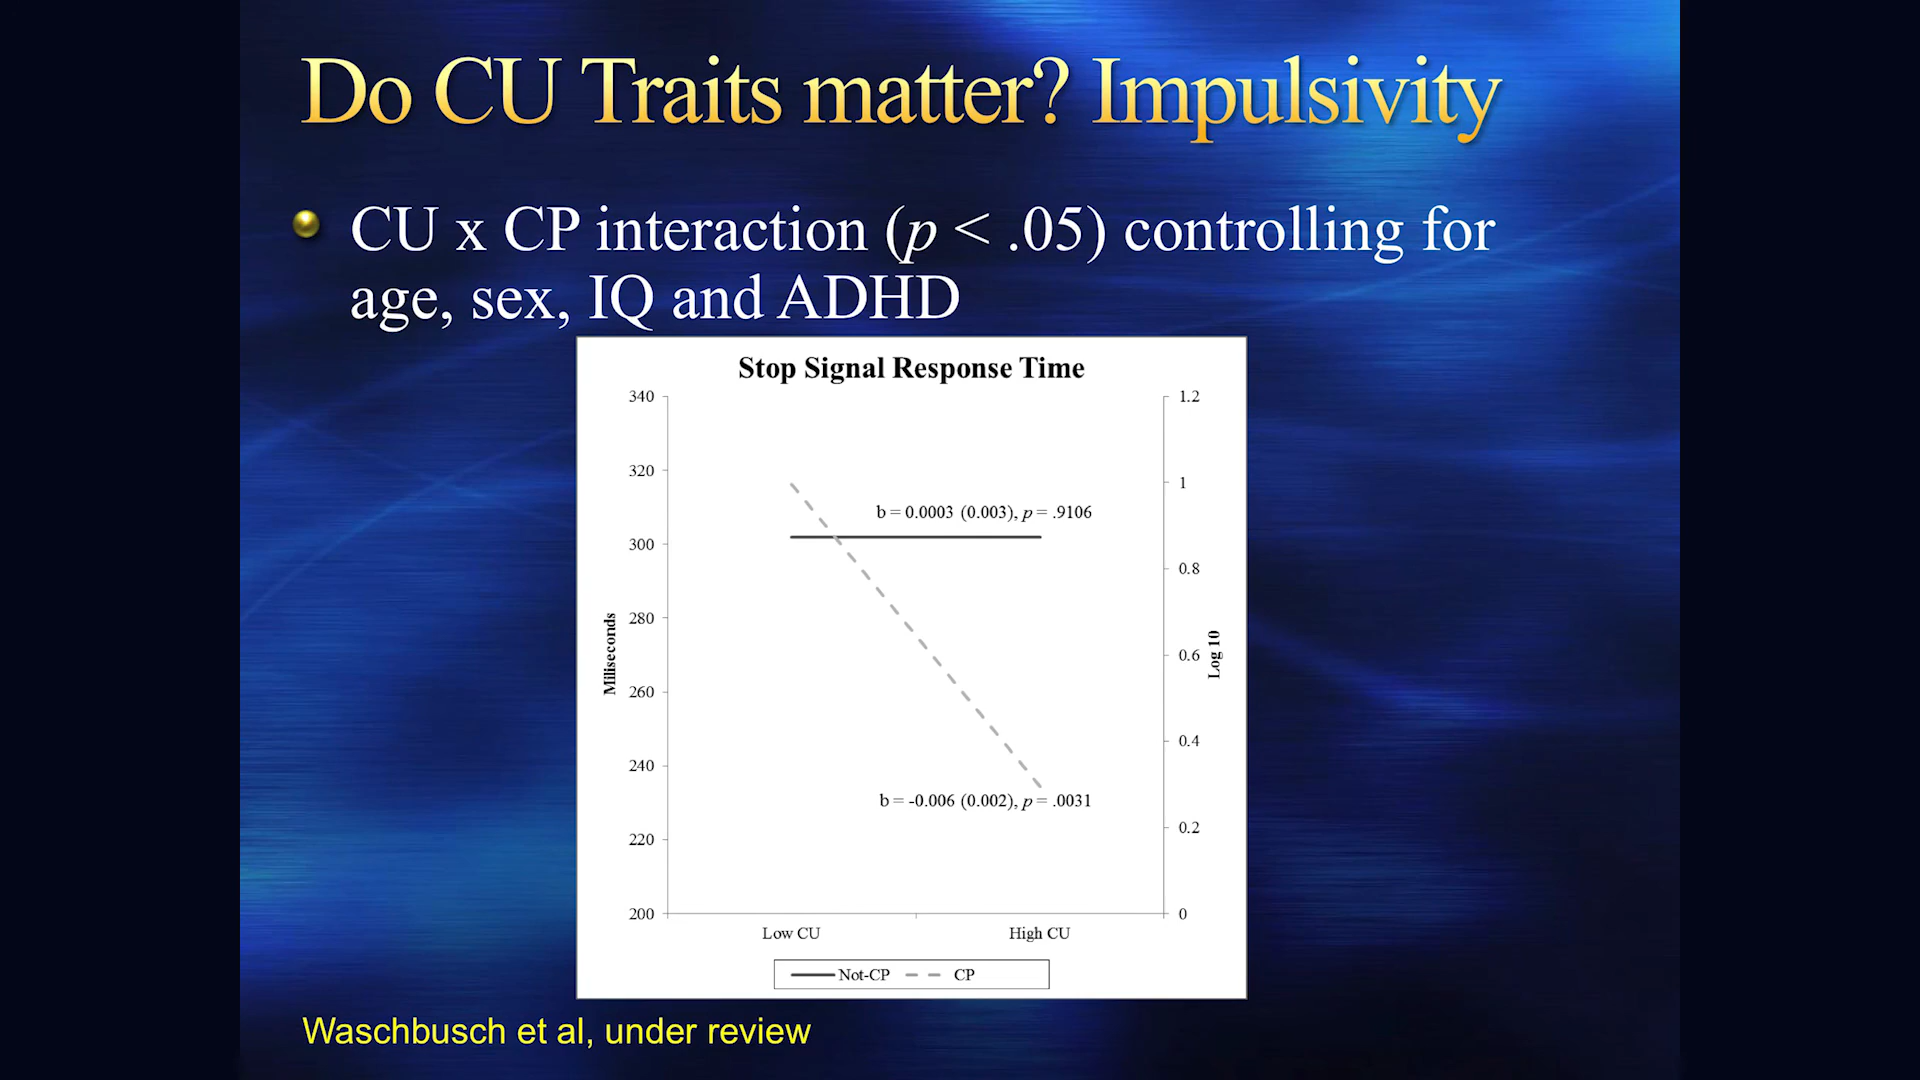 Do CU Traits matter? Impulsivity
CU x CP interaction (p < .05) controlling for
age, sex, IQ and ADHD
Stop Signal Response Time
340
320
300
280
260
240
220
200
Miliseconds
1.2
1
0.8
0.6
0.4
0.2
0
Log 10
b = 0.0003 (0.003), p = .9106
b = -0.006 (0.002), p = .0031
Low CU
High CU
Not-CP
CP
Waschbusch et al, under review